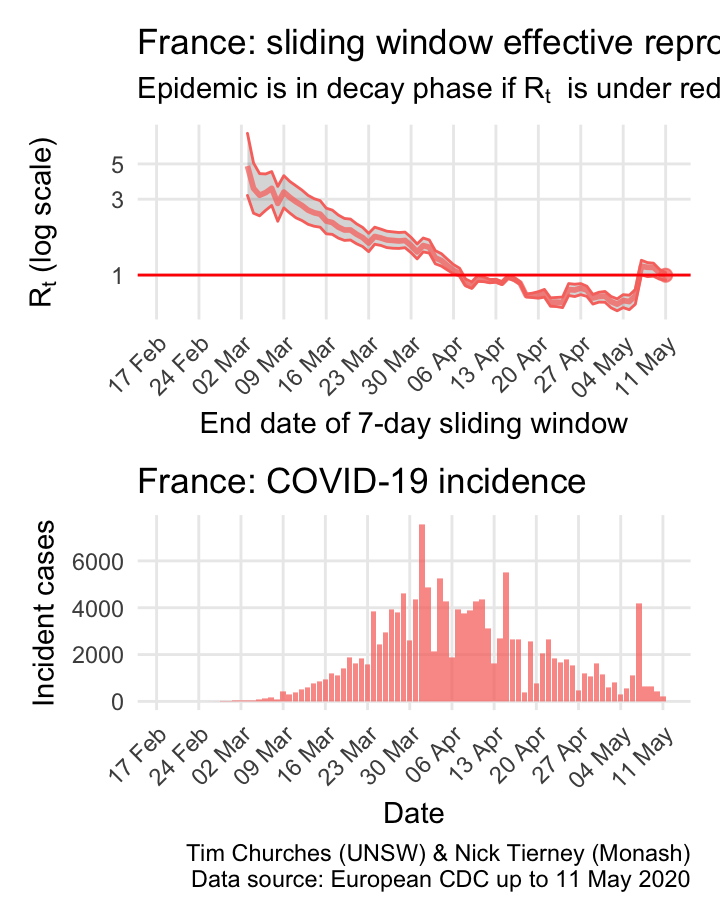 France: sliding window effective repro
Epidemic is in decay phase if Rt is under red
Rt (log scale)
5
3
1
17 Feb
24 Feb
02 Mar
09 Mar
16 Mar
23 Mar
30 Mar
06 Apr
13 Apr
20 Apr
27 Apr
04 May
11 May
End date of 7-day sliding window
France: COVID-19 incidence
Incident cases
6000
4000
2000
0
17 Feb
24 Feb
02 Mar
09 Mar
16 Mar
23 Mar
30 Mar
06 Apr
13 Apr
20 Apr
27 Apr
04 May
11 May
Date
Tim Churches (UNSW) & Nick Tierney (Monash)
Data source: European CDC up to 11 May 2020